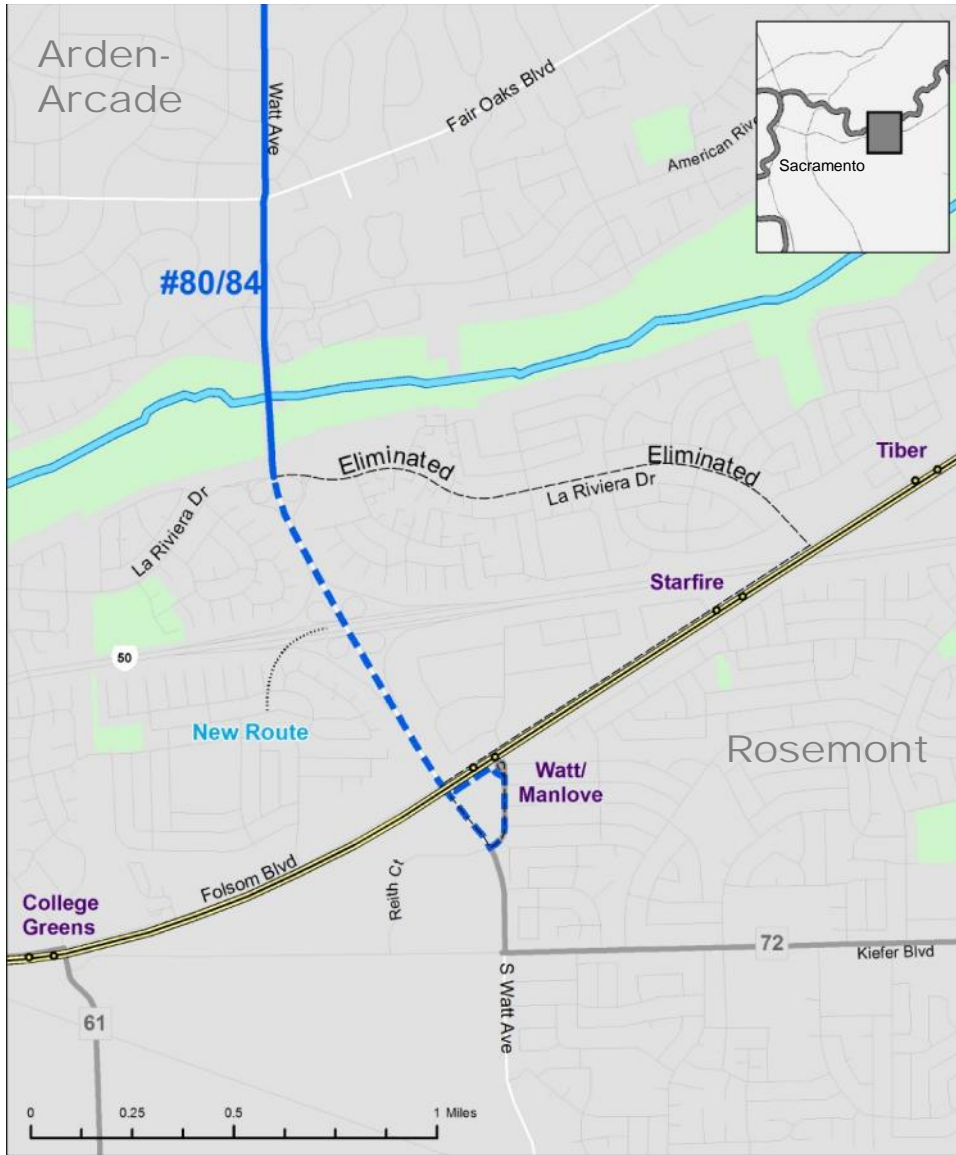 Arden-
Arcade
Watt Ave
Fair Oaks Blvd
American Rive
Sacramento
#80/84
Eliminated
Eliminated
La Riviera Dr
La Riviera Dr
Tiber
Starfire
50
New Route
Rosemont
Watt/
Manlove
Folsom Blvd
Reith Ct
College
Greens
72
Kiefer Blvd
S Watt Ave
61
0 0.25 0.5 1 Miles